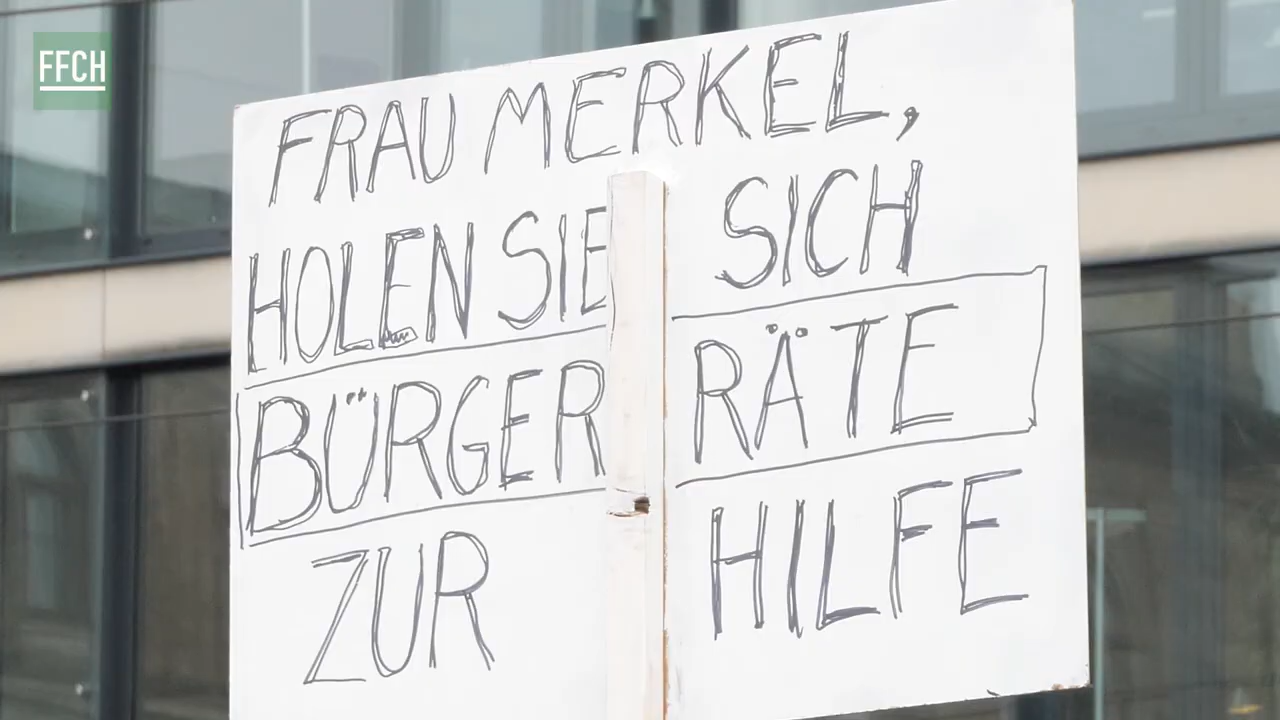 FFCH
FRAU MERKEL,
HOLEN SIE SICH
BÜRGER RÄTE
ZUR HILFE